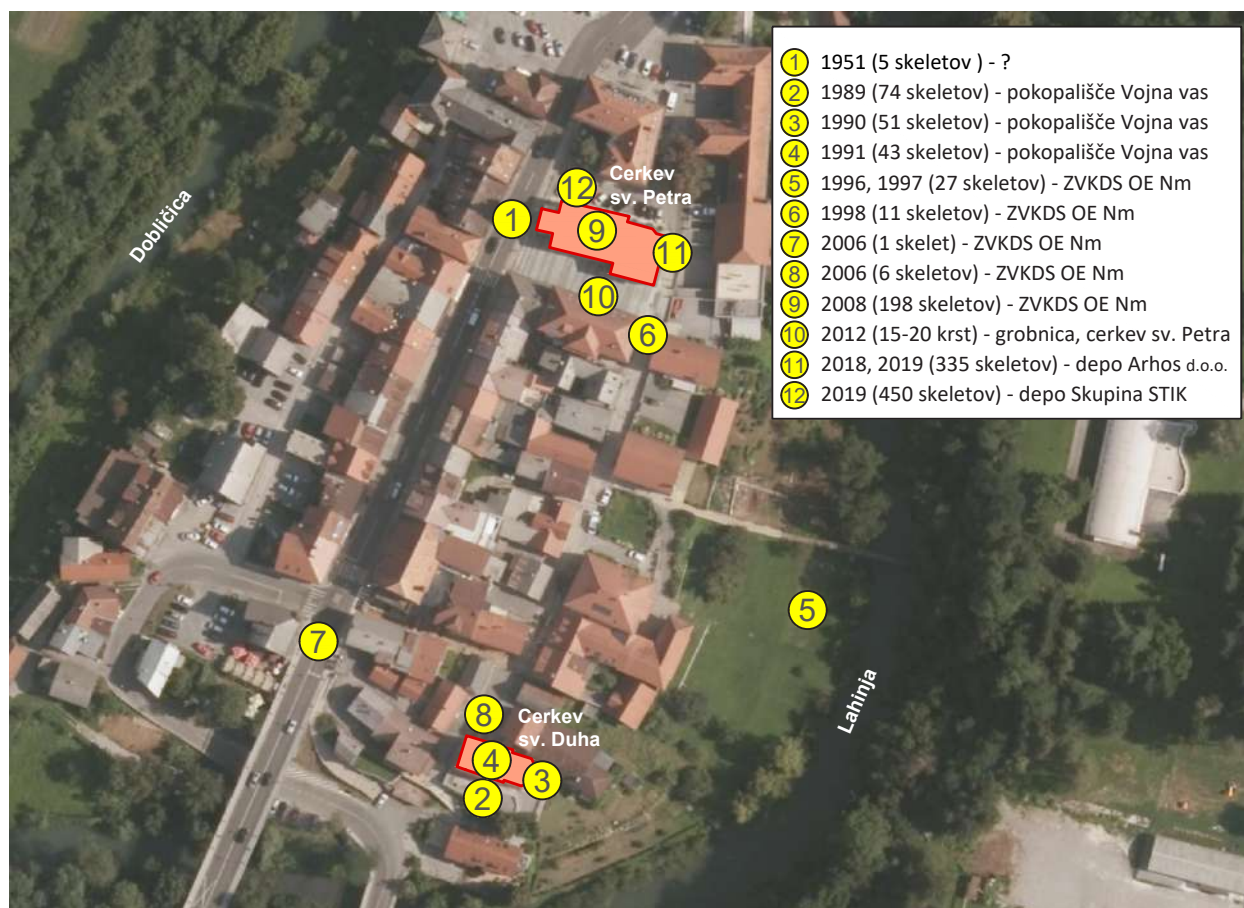 1 1951 (5 skeletov ) - ?
2 1989 (74 skeletov) - pokopališče Vojna vas
3 1990 (51 skeletov) - pokopališče Vojna vas
4 1991 (43 skeletov) - pokopališče Vojna vas
5 1996, 1997 (27 skeletov) - ZVKDS OE Nm
6 1998 (11 skeletov) - ZVKDS OE Nm
7 2006 (1 skelet) - ZVKDS OE Nm
8 2006 (6 skeletov) - ZVKDS OE Nm
9 2008 (198 skeletov) - ZVKDS OE Nm
10 2012 (15-20 krst) - grobnica, cerkev sv. Petra
11 2018, 2019 (335 skeletov) - depo Arhos d.o.o.
12 2019 (450 skeletov) - depo Skupina STIK
Dobličica
12
Cerkev
sv. Petra
1
9
11
10
6
5
Lahinja
7
8
Cerkev
sv. Duha
4
3
2